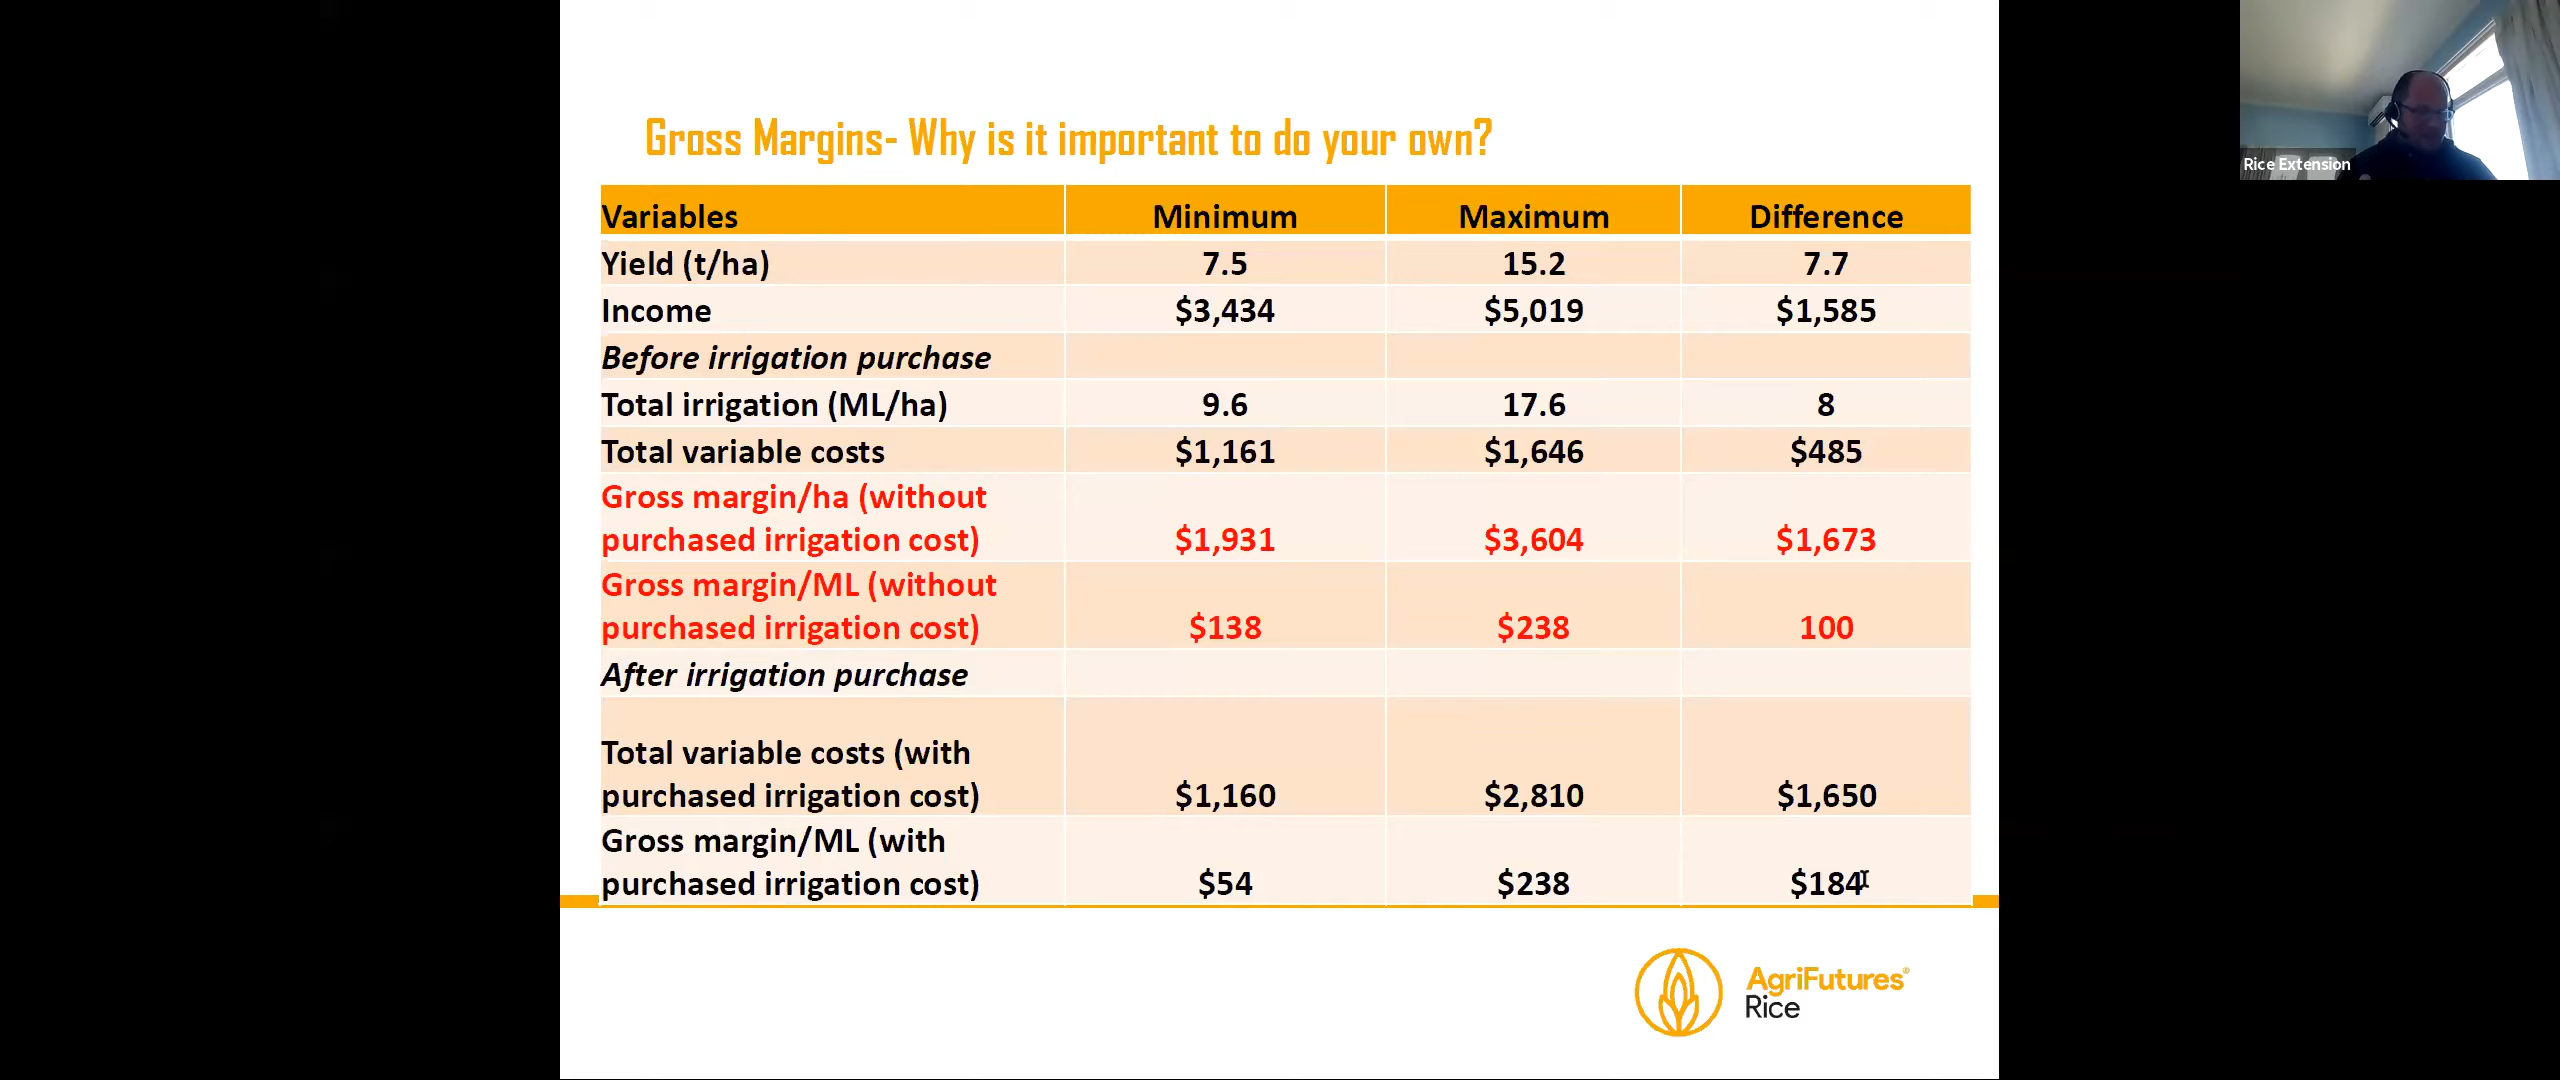 Gross Margins- Why is it important to do your own?
Variables Minimum Maximum Difference
Yield (t/ha) 7.5 15.2 7.7
Income $3,434 $5,019 $1,585
Before irrigation purchase
Total irrigation (ML/ha) 9.6 17.6 8
Total variable costs $1,161 $1,646 $485
Gross margin/ha (without
purchased irrigation cost) $1,931 $3,604 $1,673
Gross margin/ML (without
purchased irrigation cost) $138 $238 100
After irrigation purchase
Total variable costs (with
purchased irrigation cost) $1,160 $2,810 $1,650
Gross margin/ML (with
purchased irrigation cost) $54 $238 $184
AgriFutures®
Rice
Rice Extension